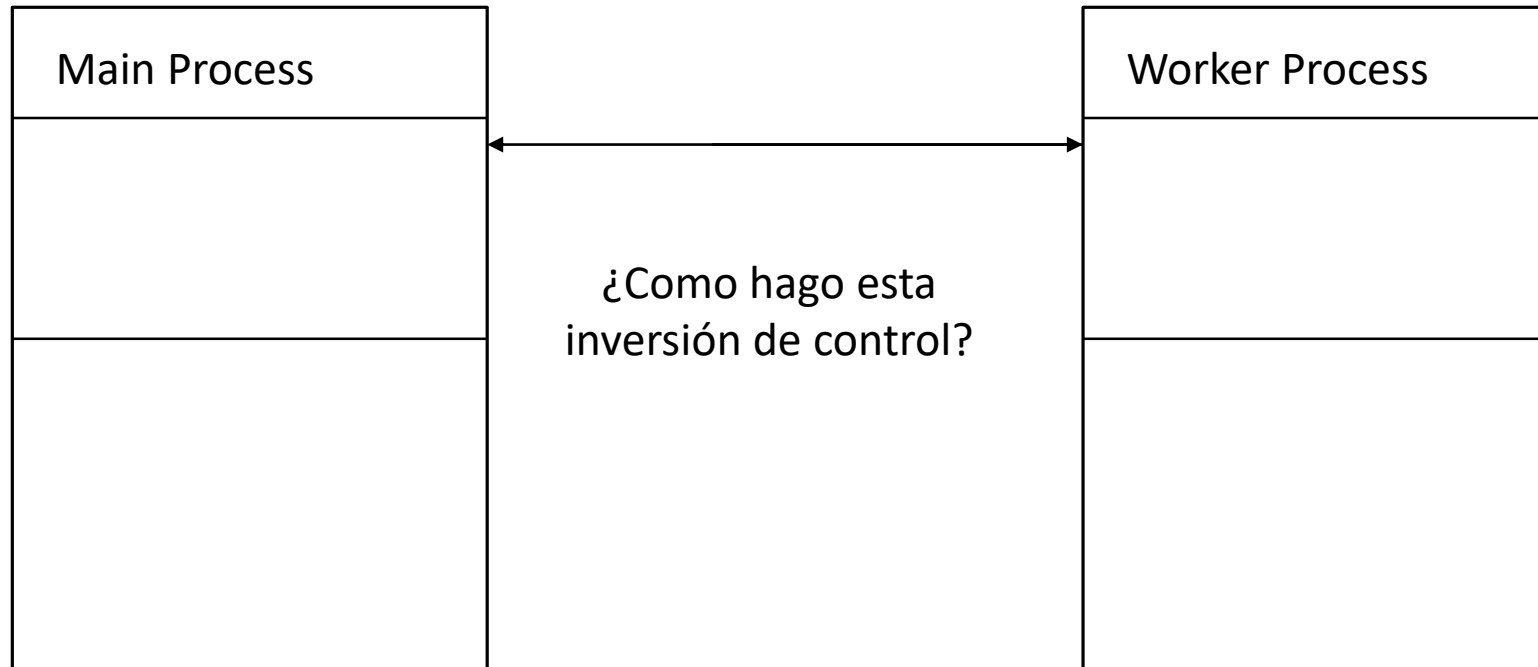 Main Process
Worker Process
¿Como hago esta
inversión de control?